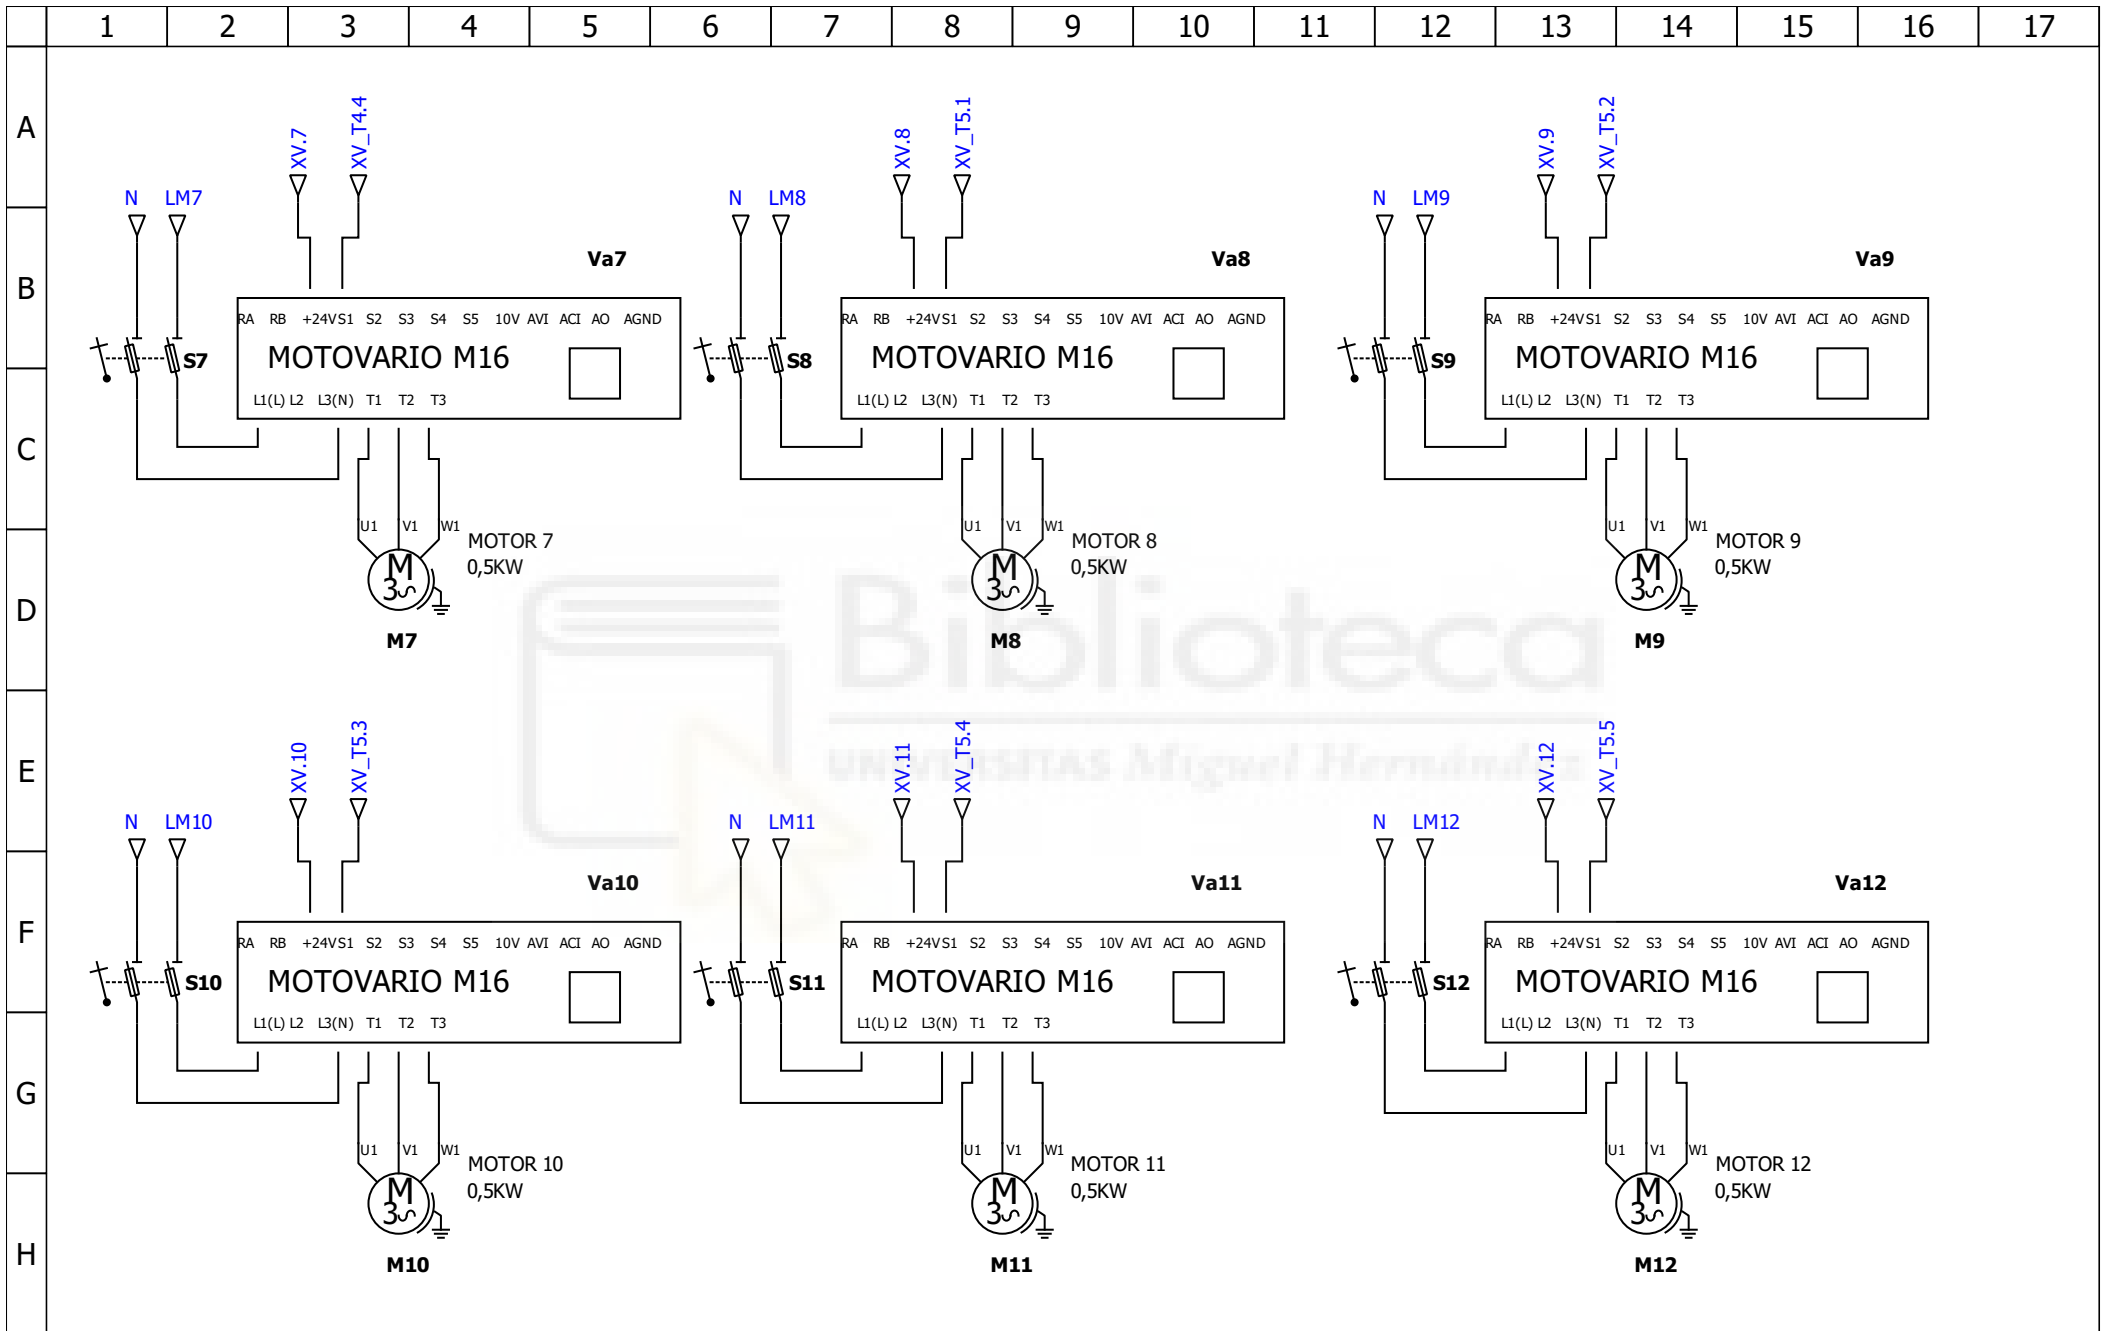 1 2 3 4 5 6 7 8 9 10 11 12 13 14 15 16 17
A
XV.7 XV_T4.4 XV.8 XV_T5.1 XV.9 XV_T5.2
N LM7 N LM8 N LM9
B
Va7 Va8 Va9
RA RB +24V S1 S2 S3 S4 S5 10V AVI ACI AO AGND
S7 MOTOVARIO M16
L1(L) L2 L3(N) T1 T2 T3
RA RB +24V S1 S2 S3 S4 S5 10V AVI ACI AO AGND
S8 MOTOVARIO M16
L1(L) L2 L3(N) T1 T2 T3
RA RB +24V S1 S2 S3 S4 S5 10V AVI ACI AO AGND
S9 MOTOVARIO M16
L1(L) L2 L3(N) T1 T2 T3
C
U1 V1 W1
MOTOR 7
0,5KW
M
3
M7
U1 V1 W1
MOTOR 8
0,5KW
M
3
M8
U1 V1 W1
MOTOR 9
0,5KW
M
3
M9
D
Biblioteca
UNIVERSITAS Miguel Hernández
E
XV.10 XV_T5.3 XV.11 XV_T5.4 XV.12 XV_T5.5
N LM10 N LM11 N LM12
F
Va10 Va11 Va12
RA RB +24V S1 S2 S3 S4 S5 10V AVI ACI AO AGND
S10 MOTOVARIO M16
L1(L) L2 L3(N) T1 T2 T3
RA RB +24V S1 S2 S3 S4 S5 10V AVI ACI AO AGND
S11 MOTOVARIO M16
L1(L) L2 L3(N) T1 T2 T3
RA RB +24V S1 S2 S3 S4 S5 10V AVI ACI AO AGND
S12 MOTOVARIO M16
L1(L) L2 L3(N) T1 T2 T3
G
U1 V1 W1
MOTOR 10
0,5KW
M
3
M10
U1 V1 W1
MOTOR 11
0,5KW
M
3
M11
U1 V1 W1
MOTOR 12
0,5KW
M
3
M12
H